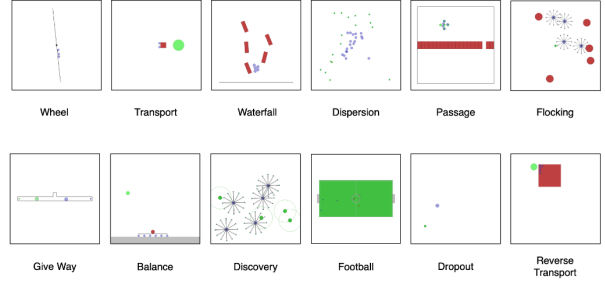 Wheel
Transport
Waterfall
Dispersion
Passage
Flocking
Give Way
Balance
Discovery
Football
Dropout
Reverse
Transport